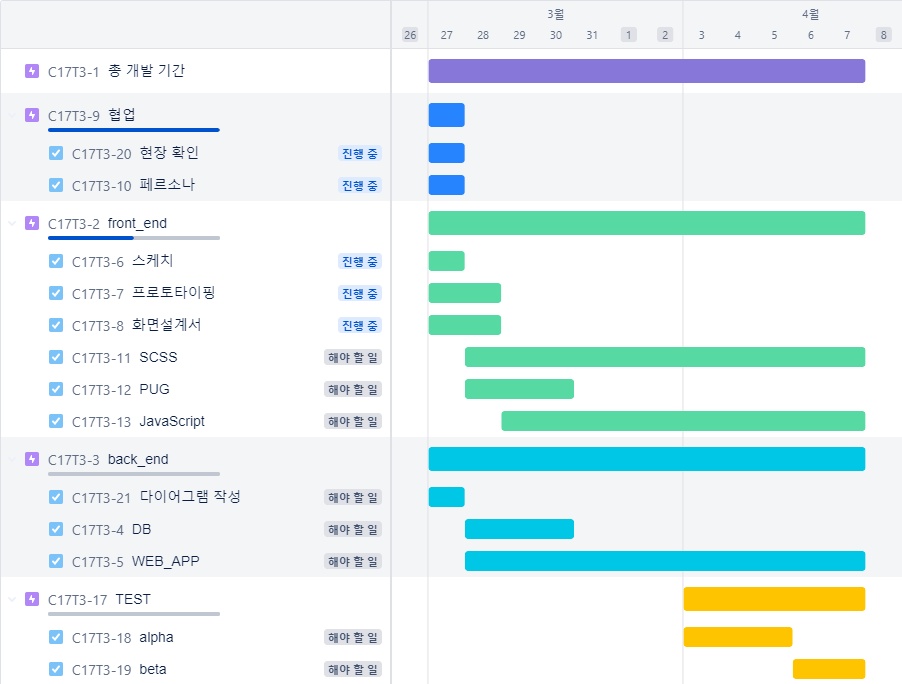 3월 4월
26 27 28 29 30 31 1 2 3 4 5 6 7 8
C17T3-1 총 개발 기간
C17T3-9 협업
C17T3-20 현장 확인 진행 중
C17T3-10 페르소나 진행 중
C17T3-2 front_end
C17T3-6 스케치 진행 중
C17T3-7 프로토타이핑 진행 중
C17T3-8 화면설계서 진행 중
C17T3-11 SCSS 해야 할 일
C17T3-12 PUG 해야 할 일
C17T3-13 JavaScript 해야 할 일
C17T3-3 back_end
C17T3-21 다이어그램 작성 해야 할 일
C17T3-4 DB 해야 할 일
C17T3-5 WEB_APP 해야 할 일
C17T3-17 TEST
C17T3-18 alpha 해야 할 일
C17T3-19 beta 해야 할 일